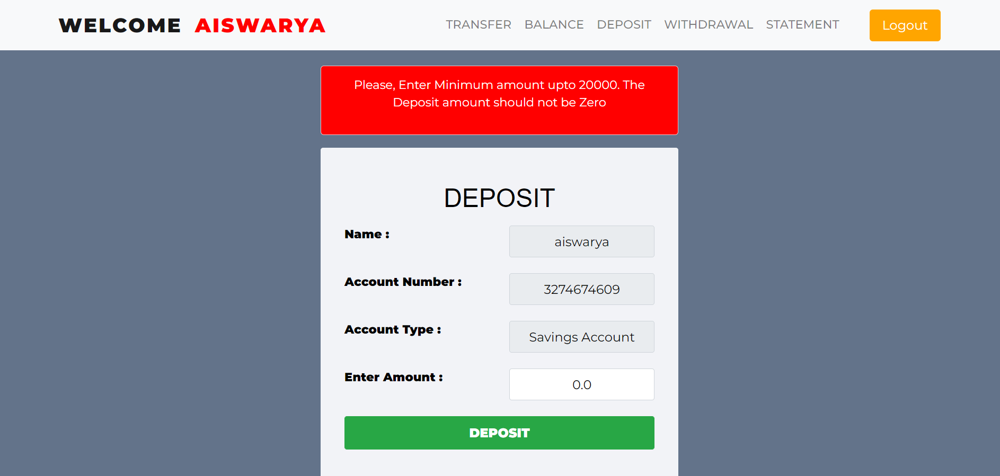 WELCOME AISWARYA
TRANSFER BALANCE DEPOSIT WITHDRAWAL STATEMENT Logout
Please, Enter Minimum amount upto 20000. The
Deposit amount should not be Zero
DEPOSIT
Name : aiswarya
Account Number : 3274674609
Account Type : Savings Account
Enter Amount : 0.0
DEPOSIT